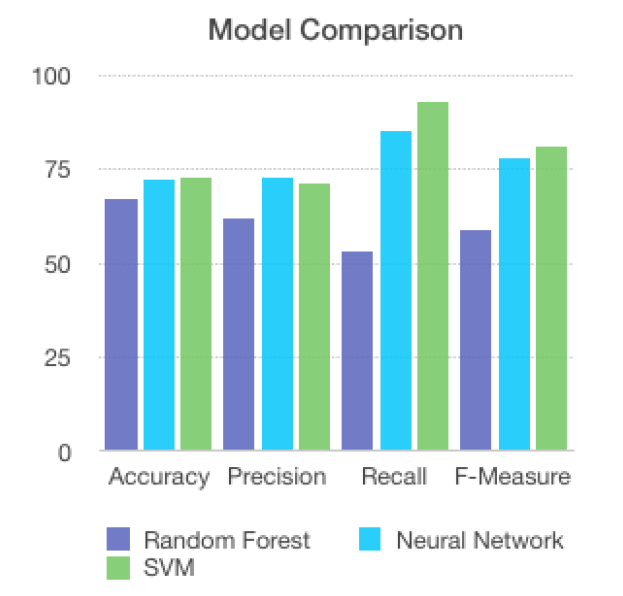 Model Comparison
100
75
50
25
0
Accuracy Precision Recall F-Measure
Random Forest Neural Network
SVM